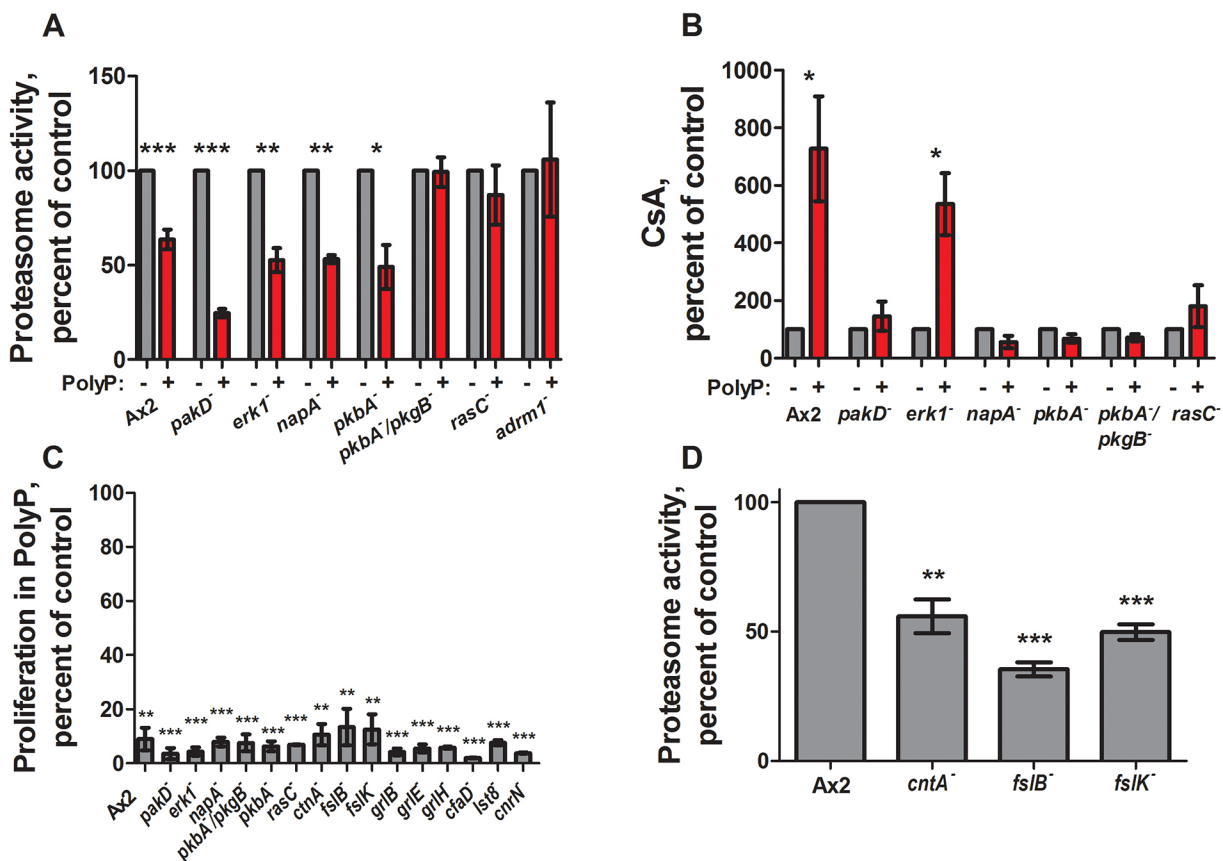 A
Proteasome activity,
percent of control
150
100
50
0
*** *** ** ** *
PolyP: - + - + - + - + - + - + - + - +
Ax2 pakD- erk1- napA- pkbA- pkbA-/pkgB- rasC- adrm1-
B
CsA,
percent of control
1000
800
600
400
200
0
* *
PolyP: - + - + - + - + - + - + - +
Ax2 pakD- erk1- napA- pkbA- pkbA-/ rasC-
pkgB-
C
Proliferation in PolyP,
percent of control
100
80
60
40
20
0
** *** *** *** *** *** *** ** ** ** *** *** *** *** *** ***
Ax2 pakD- erk1- napA- pkbA-/pkgB- pkbA- rasC- ctnA- fslB- fslK- grlB- grlE- grlH- cfaD- lst8- cnrN-
D
Proteasome activity,
percent of control
100
50
0
** *** ***
Ax2 cntA- fslB- fslK-